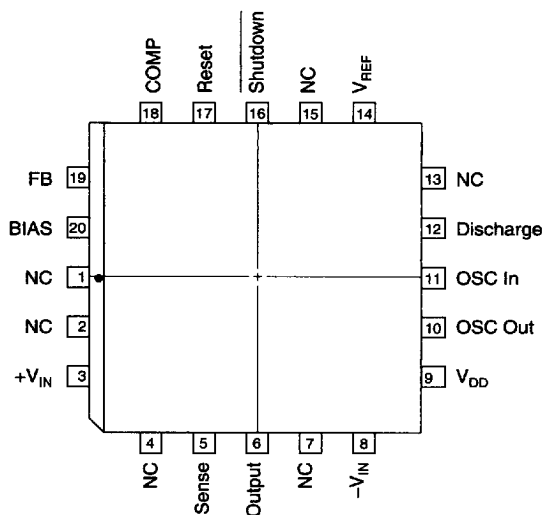 COMP
Reset
Shutdown
NC
VREF
18
17
16
15
14
FB 19
13 NC
BIAS 20
12 Discharge
NC 1
11 OSC In
NC 2
10 OSC Out
+VIN 3
9 VDD
4
5
6
7
8
NC
Sense
Output
NC
−VIN